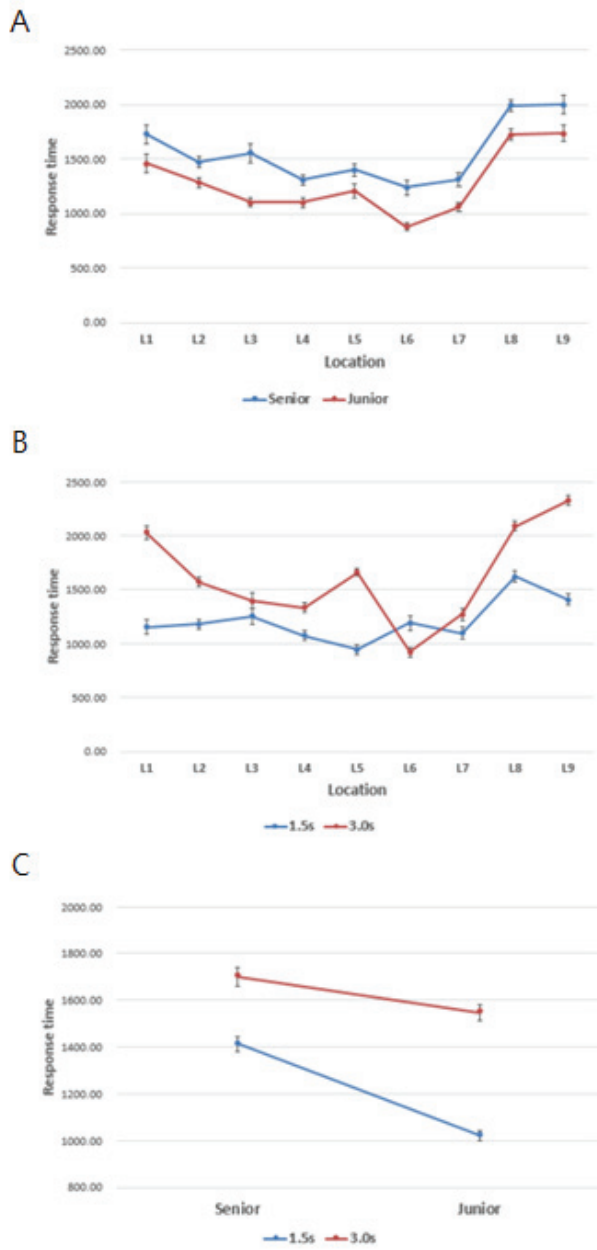 A
2500.00
2000.00
1500.00
1000.00
500.00
0.00
Response time
L1 L2 L3 L4 L5 L6 L7 L8 L9
Location
Senior Junior
B
2500.00
2000.00
1500.00
1000.00
500.00
0.00
Response time
L1 L2 L3 L4 L5 L6 L7 L8 L9
Location
1.5s 3.0s
C
2000.00
1800.00
1600.00
1400.00
1200.00
1000.00
800.00
Response time
Senior Junior
1.5s 3.0s